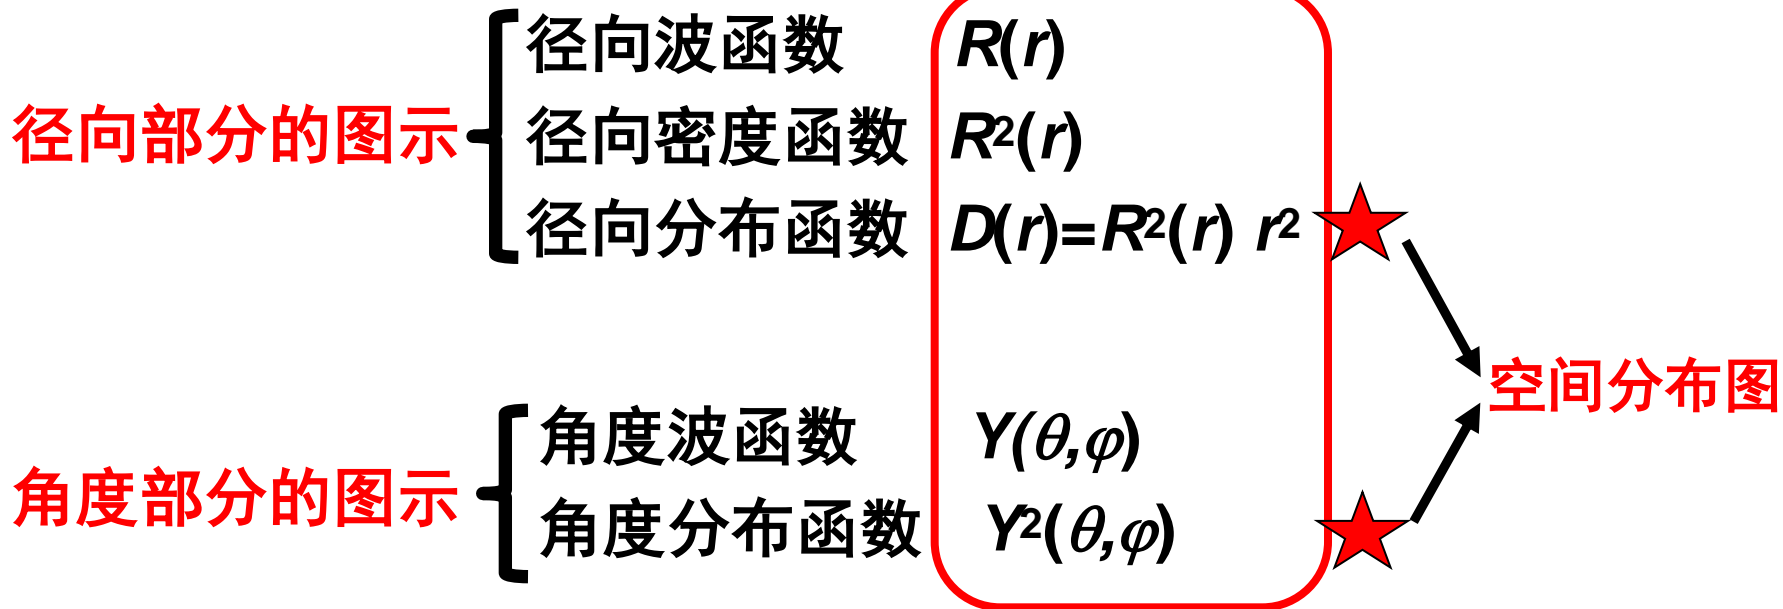 径向部分的图示
径向波函数 R(r)
径向密度函数 R²(r)
径向分布函数 D(r)=R²(r) r²
角度部分的图示
角度波函数 Y(θ,φ)
角度分布函数 Y²(θ,φ)
空间分布图